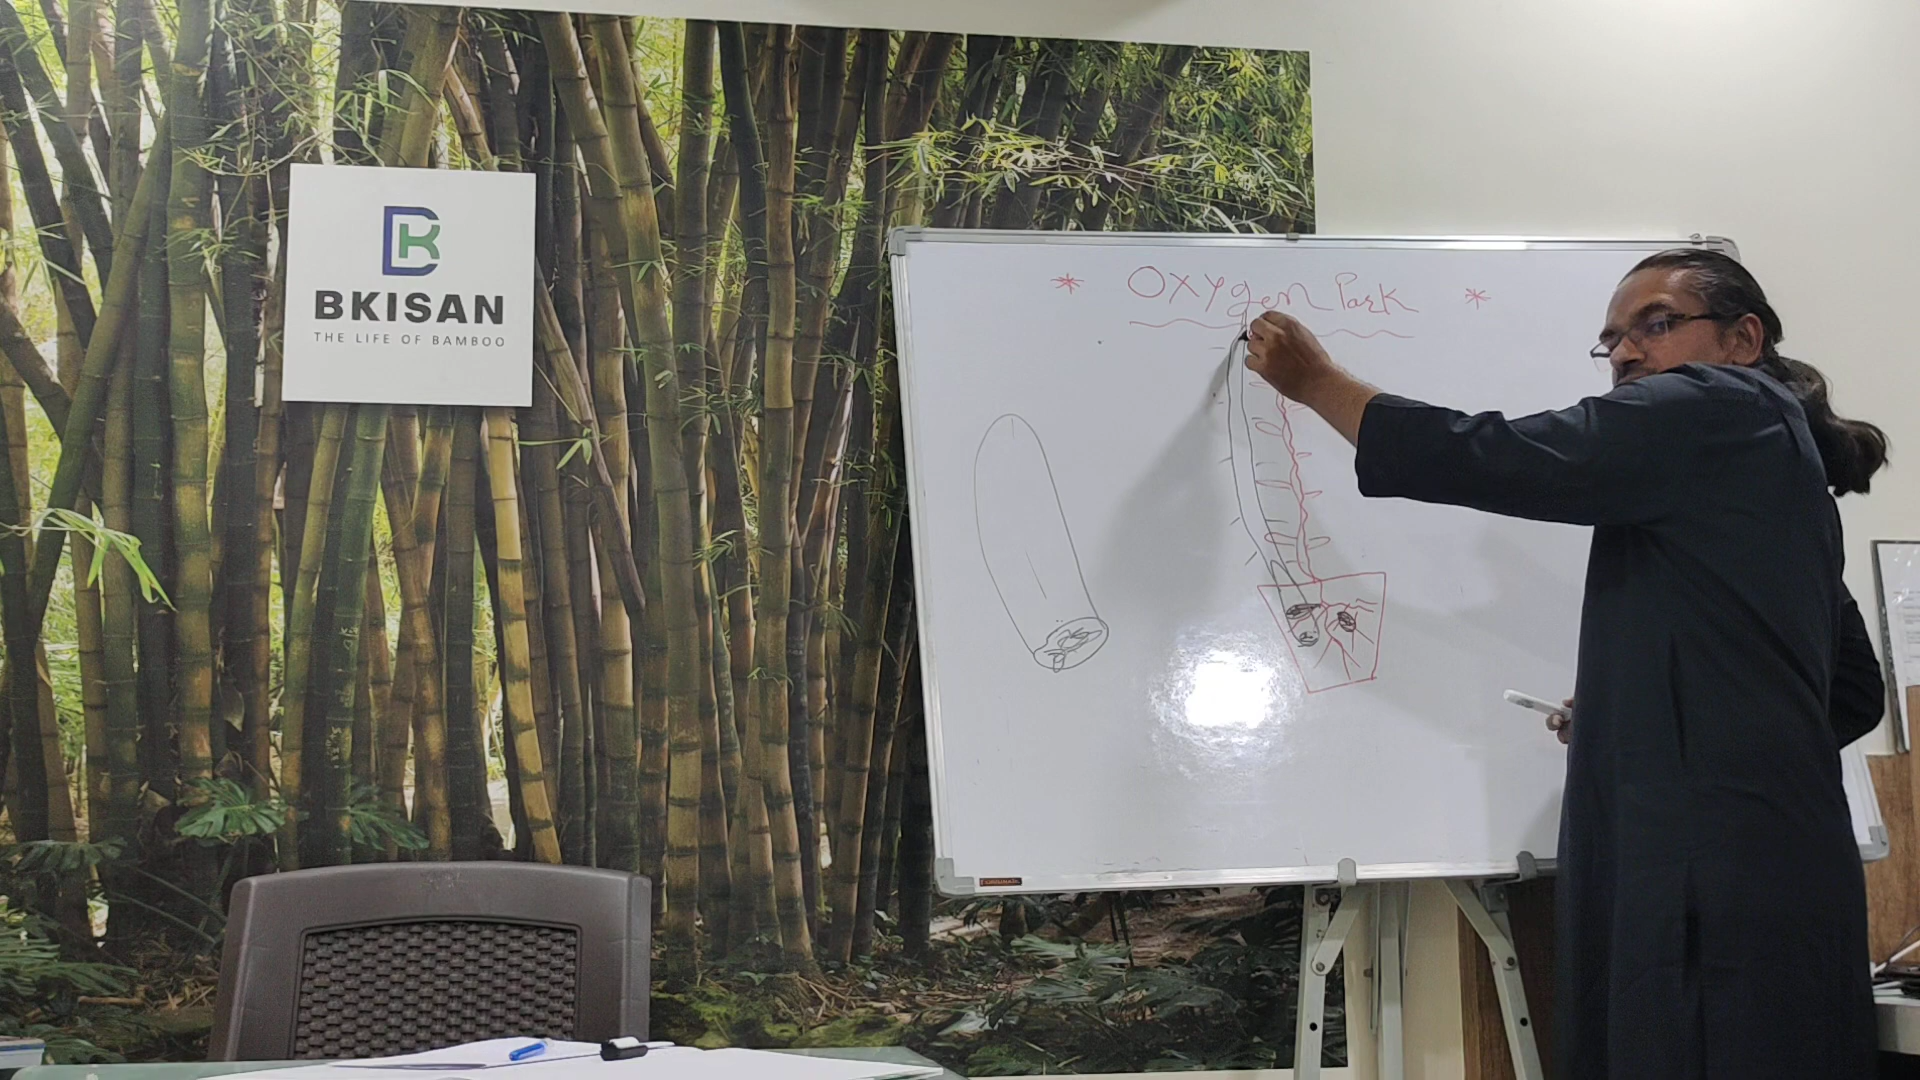 BKISAN
THE LIFE OF BAMBOO
* OXygen Park *